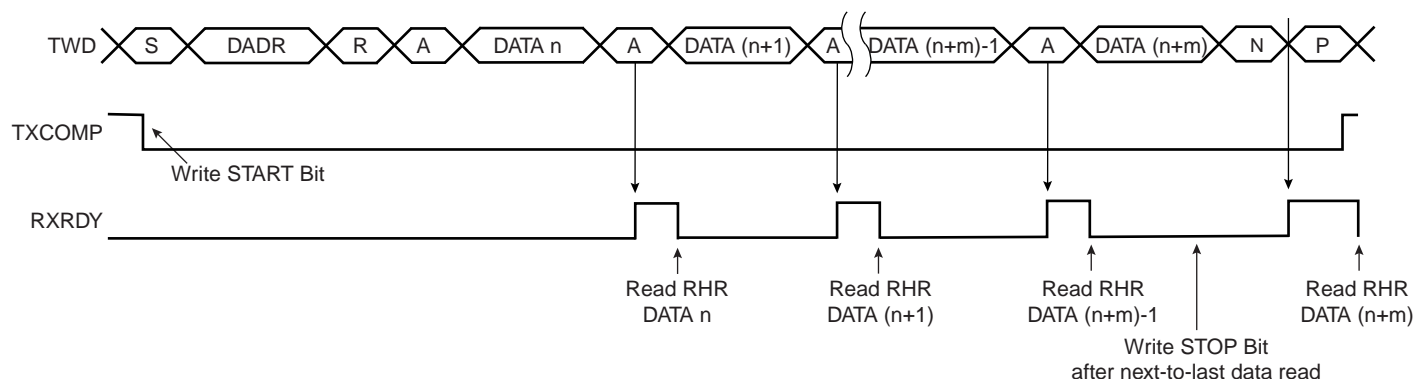 TWD S DADR R A DATA n A DATA (n+1) A DATA (n+m)-1 A DATA (n+m) N P
TXCOMP
Write START Bit
RXRDY
Read RHR
DATA n
Read RHR
DATA (n+1)
Read RHR
DATA (n+m)-1
Read RHR
DATA (n+m)
Write STOP Bit
after next-to-last data read